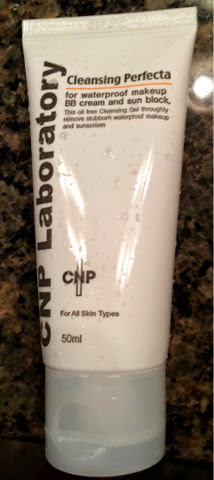 CNP Laboratory
Cleansing Perfecta
for waterproof makeup
BB cream and sun block.
This oil free Cleansing Gel throughly
remove stubborn waterproof makeup
and sunscreen
CNP
For All Skin Types
50ml